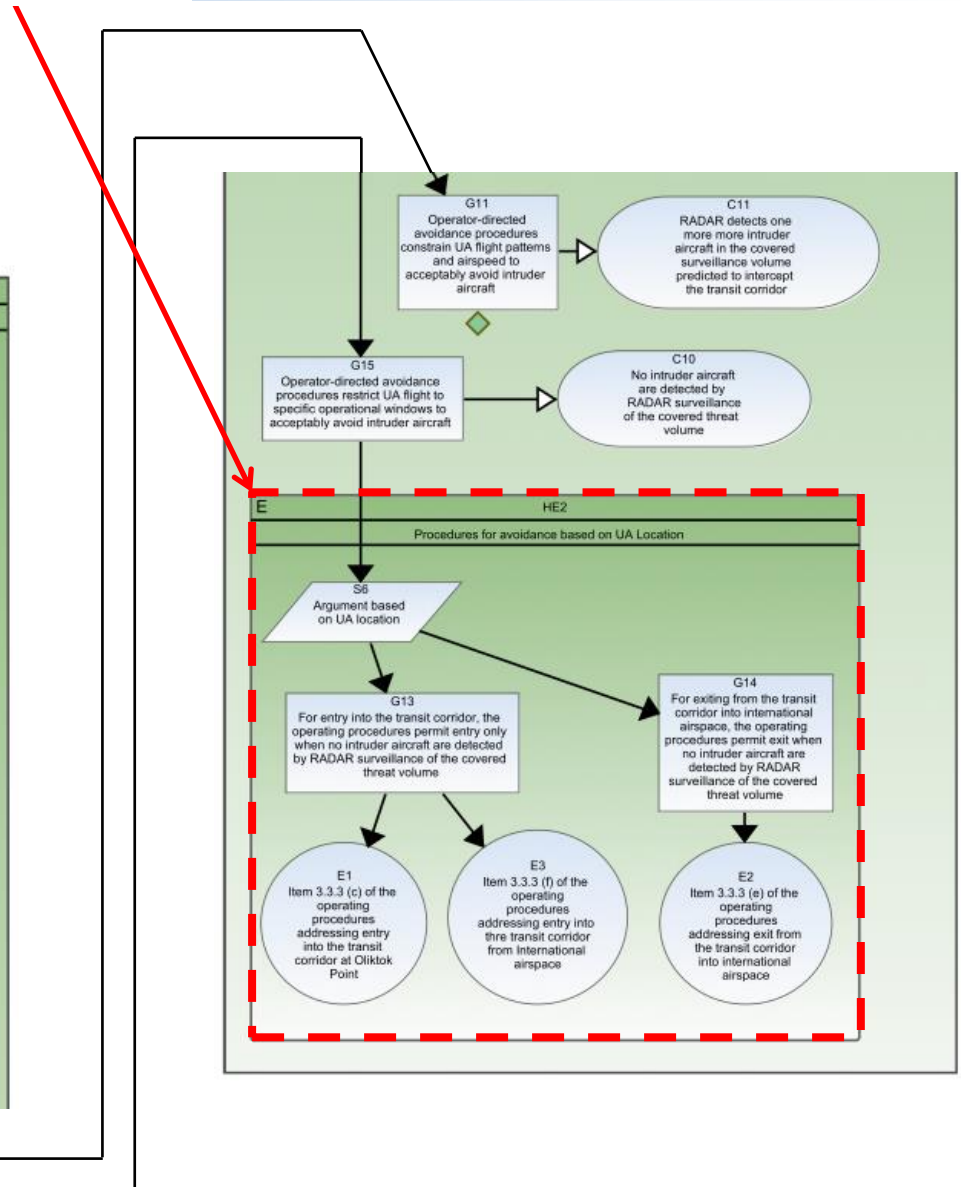 G11
Operator-directed
avoidance procedures
constrain UA flight patterns
and airspeed to
acceptably avoid intruder
aircraft
C11
RADAR detects one
more more intruder
aircraft in the covered
surveillance volume
predicted to intercept
the transit corridor
G15
Operator-directed avoidance
procedures restrict UA flight to
specific operational windows to
acceptably avoid intruder aircraft
C10
No intruder aircraft
are detected by
RADAR surveillance
of the covered threat
volume
E
HE2
Procedures for avoidance based on UA Location
S6
Argument based
on UA location
G13
For entry into the transit corridor, the
operating procedures permit entry only
when no intruder aircraft are detected
by RADAR surveillance of the covered
threat volume
G14
For exiting from the transit
corridor into international
airspace, the operating
procedures permit exit when
no intruder aircraft are
detected by RADAR
surveillance of the covered
threat volume
E1
Item 3.3.3 (c) of the
operating
procedures
addressing entry
into the transit
corridor at Oliktok
Point
E3
Item 3.3.3 (f) of the
operating
procedures
addressing entry into
thre transit corridor
from International
airspace
E2
Item 3.3.3 (e) of the
operating
procedures
addressing exit from
the transit corridor
into international
airspace